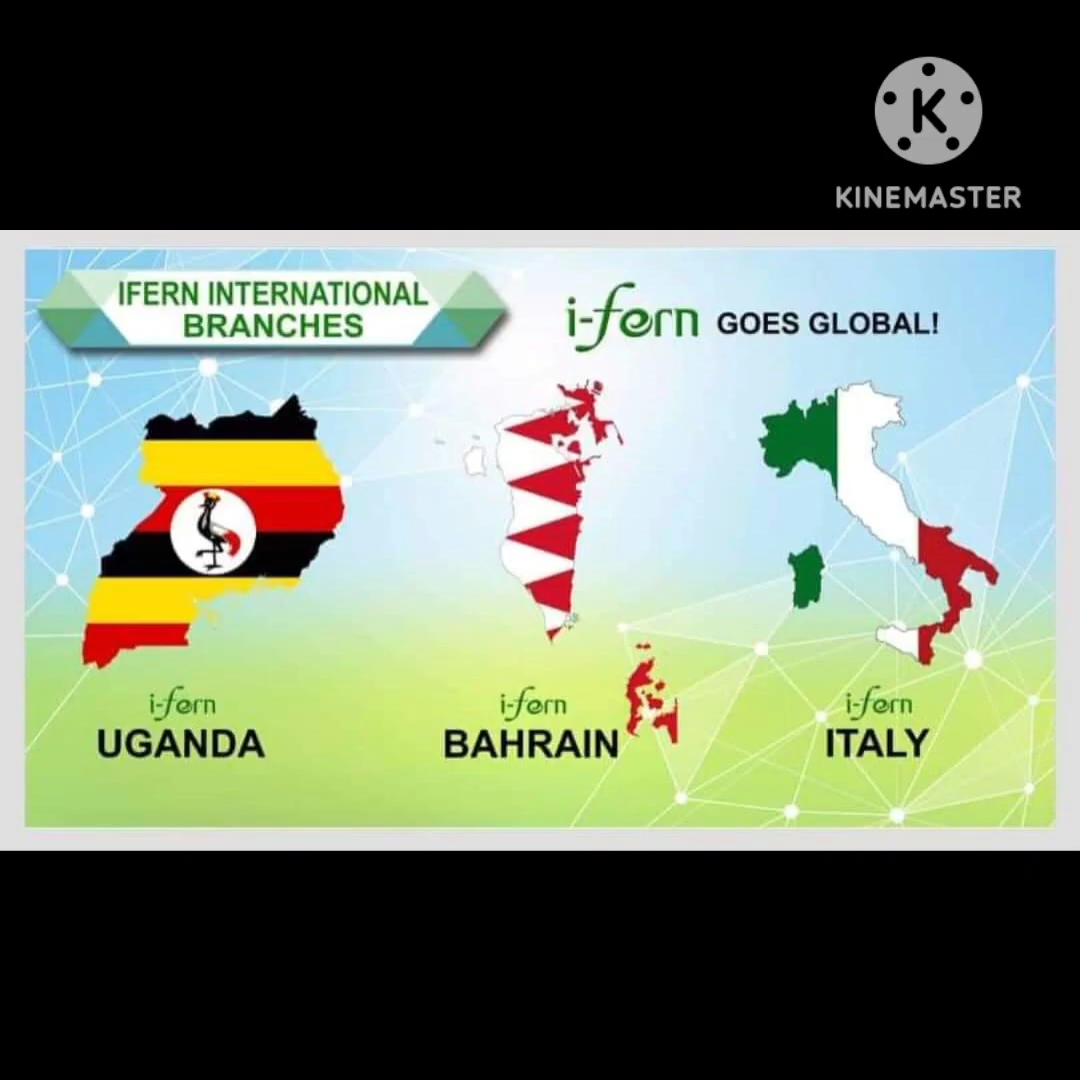 K
KINEMASTER
IFERN INTERNATIONAL
BRANCHES
i-fern GOES GLOBAL!
i-fern
UGANDA
i-fern
BAHRAIN
i-fern
ITALY